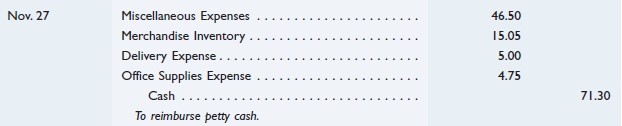 Nov. 27 Miscellaneous Expenses . . . . . . . . . . . . . . . . . . . . . . . 46.50
Merchandise Inventory . . . . . . . . . . . . . . . . . . . . . . . . 15.05
Delivery Expense . . . . . . . . . . . . . . . . . . . . . . . . . . . . 5.00
Office Supplies Expense . . . . . . . . . . . . . . . . . . . . . . . 4.75
Cash . . . . . . . . . . . . . . . . . . . . . . . . . . . . . . . . . 71.30
To reimburse petty cash.